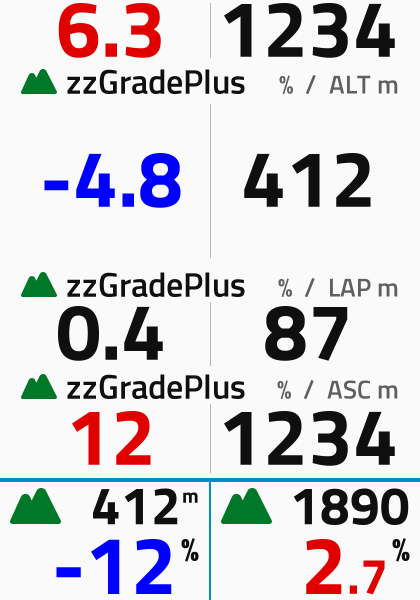 6.3 1234
zzGradePlus % / ALT m
-4.8 412
zzGradePlus % / LAP m
0.4 87
zzGradePlus % / ASC m
12 1234
412 m 1890
-12 % 2.7 %